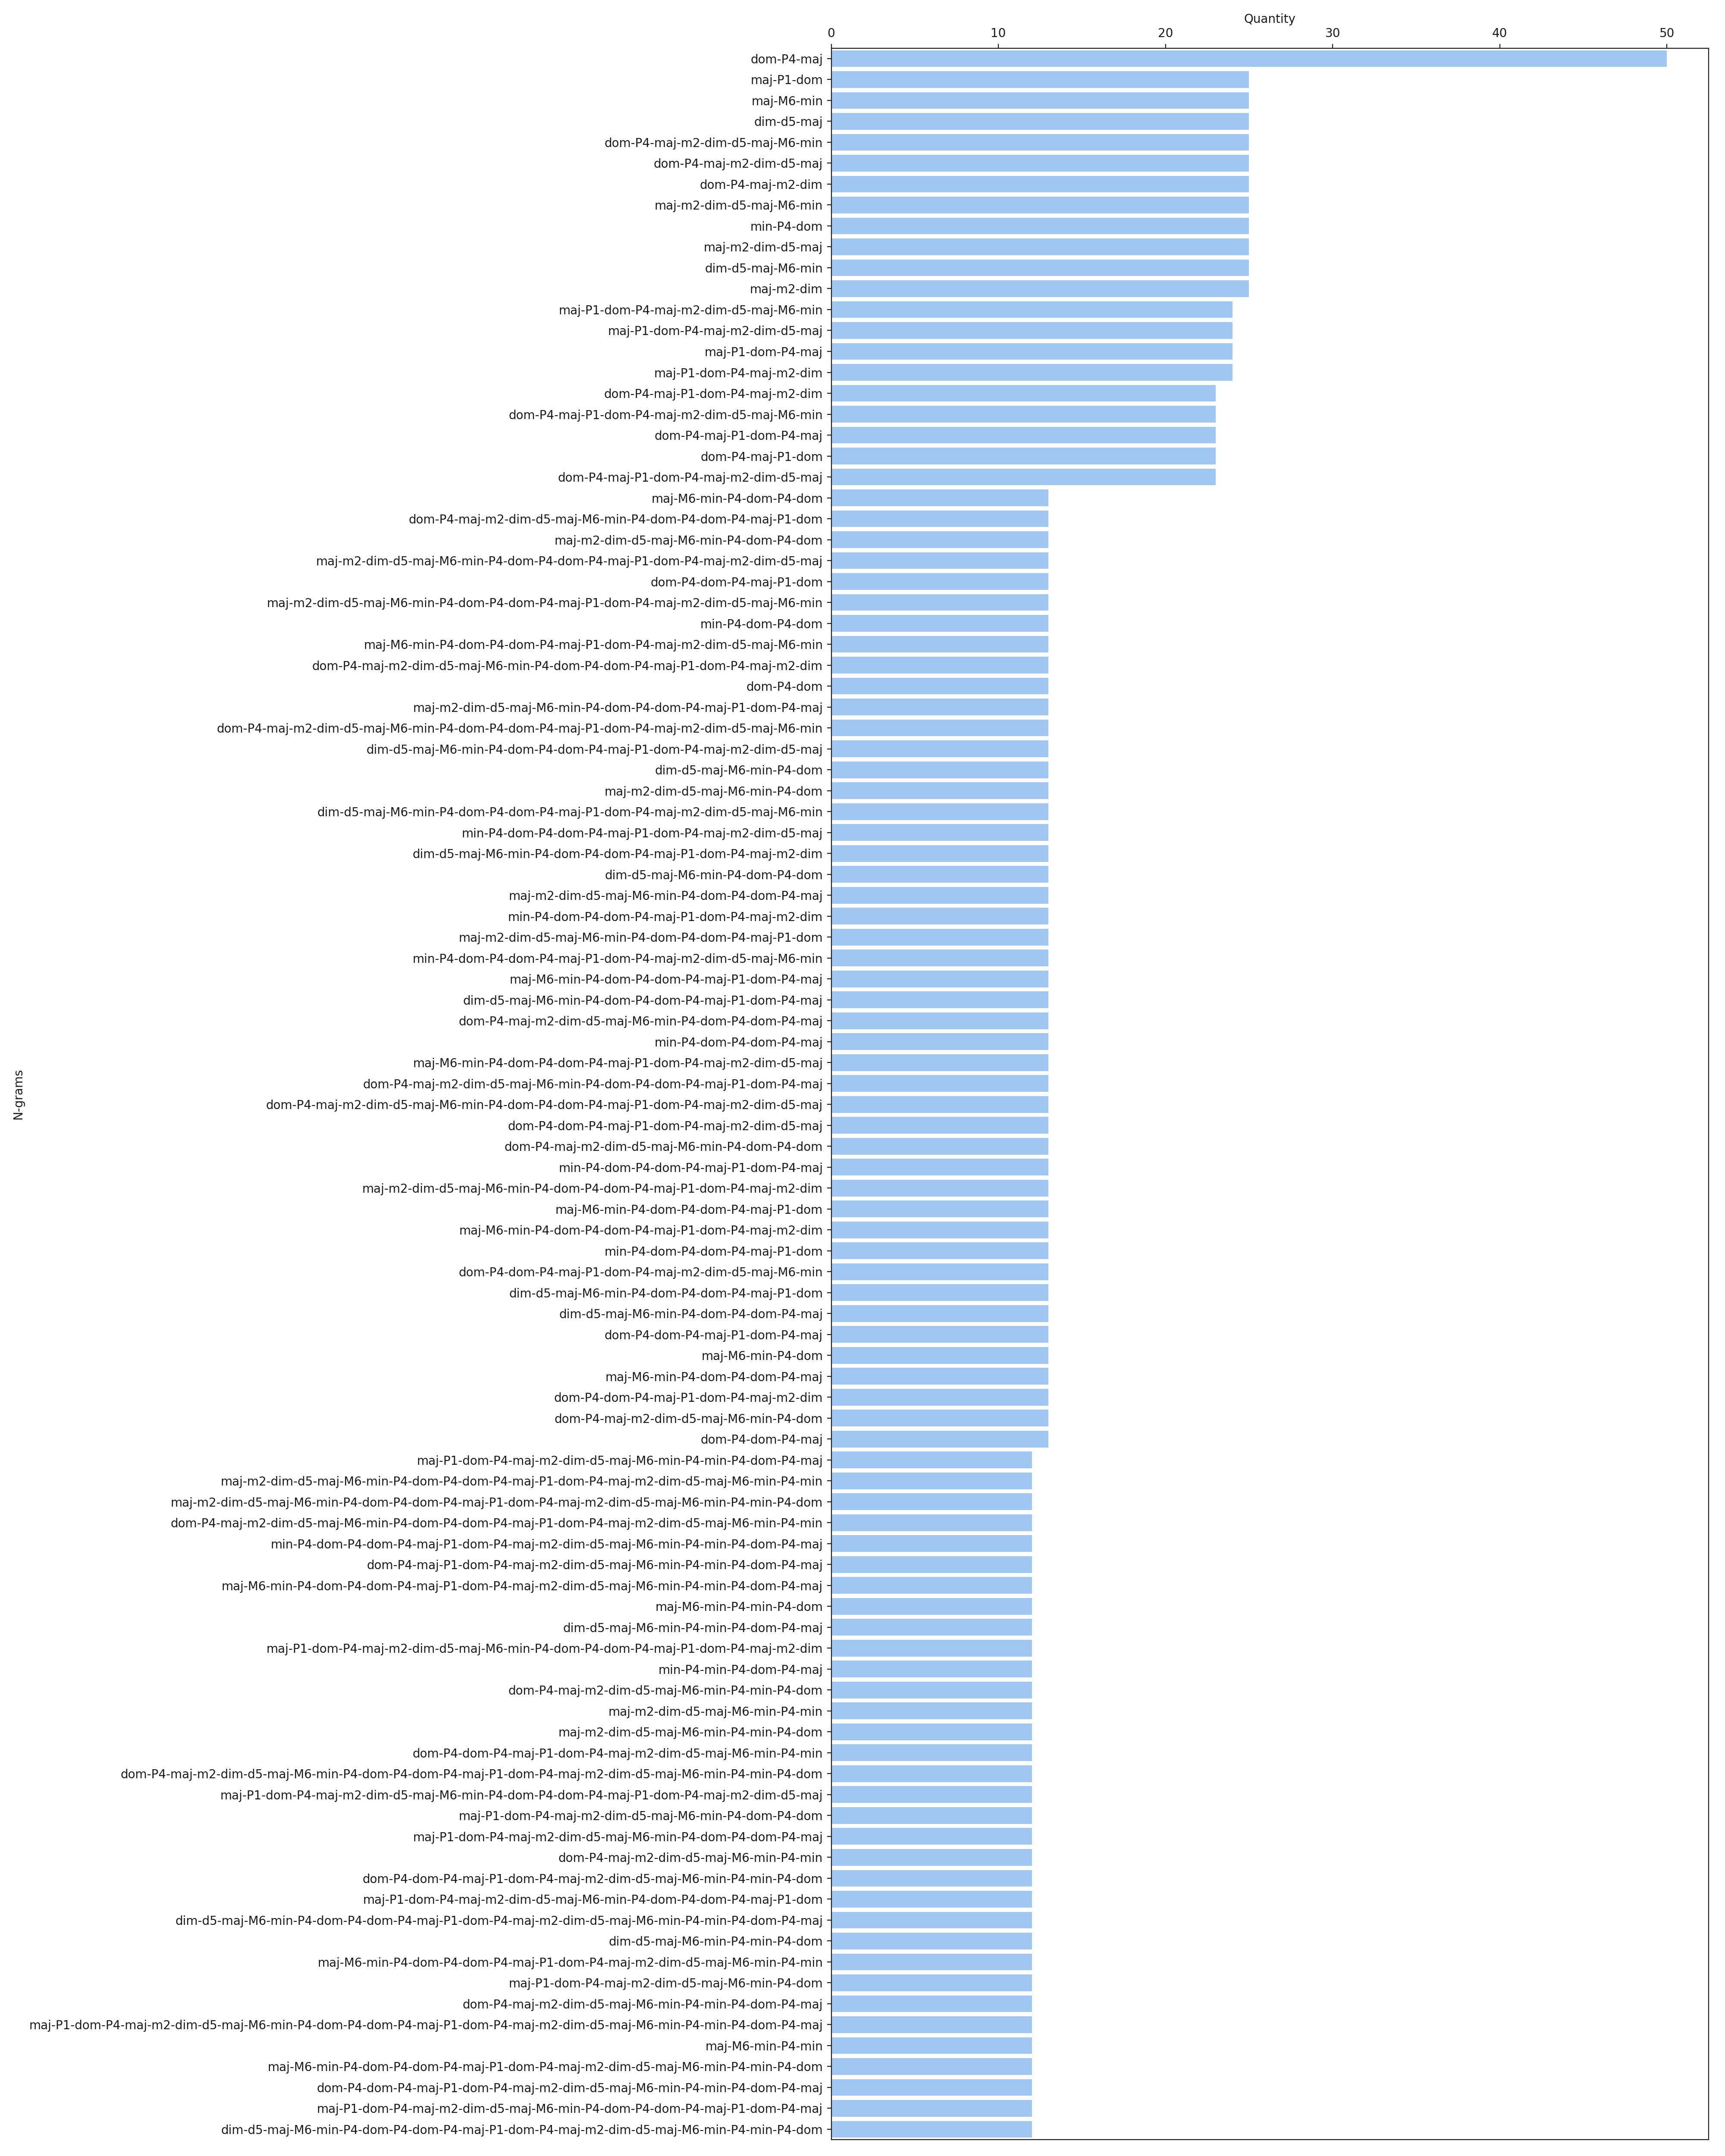 Quantity
0 10 20 30 40 50
dom-P4-maj
maj-P1-dom
maj-M6-min
dim-d5-maj
dom-P4-maj-m2-dim-d5-maj-M6-min
dom-P4-maj-m2-dim-d5-maj
dom-P4-maj-m2-dim
maj-m2-dim-d5-maj-M6-min
min-P4-dom
maj-m2-dim-d5-maj
dim-d5-maj-M6-min
maj-m2-dim
maj-P1-dom-P4-maj-m2-dim-d5-maj-M6-min
maj-P1-dom-P4-maj-m2-dim-d5-maj
maj-P1-dom-P4-maj
maj-P1-dom-P4-maj-m2-dim
dom-P4-maj-P1-dom-P4-maj-m2-dim
dom-P4-maj-P1-dom-P4-maj-m2-dim-d5-maj-M6-min
dom-P4-maj-P1-dom-P4-maj
dom-P4-maj-P1-dom
dom-P4-maj-P1-dom-P4-maj-m2-dim-d5-maj
maj-M6-min-P4-dom-P4-dom
dom-P4-maj-m2-dim-d5-maj-M6-min-P4-dom-P4-dom-P4-maj-P1-dom
maj-m2-dim-d5-maj-M6-min-P4-dom-P4-dom
maj-m2-dim-d5-maj-M6-min-P4-dom-P4-dom-P4-maj-P1-dom-P4-maj-m2-dim-d5-maj
dom-P4-dom-P4-maj-P1-dom
maj-m2-dim-d5-maj-M6-min-P4-dom-P4-dom-P4-maj-P1-dom-P4-maj-m2-dim-d5-maj-M6-min
min-P4-dom-P4-dom
maj-M6-min-P4-dom-P4-dom-P4-maj-P1-dom-P4-maj-m2-dim-d5-maj-M6-min
dom-P4-maj-m2-dim-d5-maj-M6-min-P4-dom-P4-dom-P4-maj-P1-dom-P4-maj-m2-dim
dom-P4-dom
maj-m2-dim-d5-maj-M6-min-P4-dom-P4-dom-P4-maj-P1-dom-P4-maj
dom-P4-maj-m2-dim-d5-maj-M6-min-P4-dom-P4-dom-P4-maj-P1-dom-P4-maj-m2-dim-d5-maj-M6-min
dim-d5-maj-M6-min-P4-dom-P4-dom-P4-maj-P1-dom-P4-maj-m2-dim-d5-maj
dim-d5-maj-M6-min-P4-dom
maj-m2-dim-d5-maj-M6-min-P4-dom
dim-d5-maj-M6-min-P4-dom-P4-dom-P4-maj-P1-dom-P4-maj-m2-dim-d5-maj-M6-min
min-P4-dom-P4-dom-P4-maj-P1-dom-P4-maj-m2-dim-d5-maj
dim-d5-maj-M6-min-P4-dom-P4-dom-P4-maj-P1-dom-P4-maj-m2-dim
dim-d5-maj-M6-min-P4-dom-P4-dom
maj-m2-dim-d5-maj-M6-min-P4-dom-P4-dom-P4-maj
min-P4-dom-P4-dom-P4-maj-P1-dom-P4-maj-m2-dim
maj-m2-dim-d5-maj-M6-min-P4-dom-P4-dom-P4-maj-P1-dom
min-P4-dom-P4-dom-P4-maj-P1-dom-P4-maj-m2-dim-d5-maj-M6-min
maj-M6-min-P4-dom-P4-dom-P4-maj-P1-dom-P4-maj
dim-d5-maj-M6-min-P4-dom-P4-dom-P4-maj-P1-dom-P4-maj
dom-P4-maj-m2-dim-d5-maj-M6-min-P4-dom-P4-dom-P4-maj
min-P4-dom-P4-dom-P4-maj
maj-M6-min-P4-dom-P4-dom-P4-maj-P1-dom-P4-maj-m2-dim-d5-maj
dom-P4-maj-m2-dim-d5-maj-M6-min-P4-dom-P4-dom-P4-maj-P1-dom-P4-maj
dom-P4-maj-m2-dim-d5-maj-M6-min-P4-dom-P4-dom-P4-maj-P1-dom-P4-maj-m2-dim-d5-maj
dom-P4-dom-P4-maj-P1-dom-P4-maj-m2-dim-d5-maj
dom-P4-maj-m2-dim-d5-maj-M6-min-P4-dom-P4-dom
min-P4-dom-P4-dom-P4-maj-P1-dom-P4-maj
maj-m2-dim-d5-maj-M6-min-P4-dom-P4-dom-P4-maj-P1-dom-P4-maj-m2-dim
maj-M6-min-P4-dom-P4-dom-P4-maj-P1-dom
maj-M6-min-P4-dom-P4-dom-P4-maj-P1-dom-P4-maj-m2-dim
min-P4-dom-P4-dom-P4-maj-P1-dom
dom-P4-dom-P4-maj-P1-dom-P4-maj-m2-dim-d5-maj-M6-min
dim-d5-maj-M6-min-P4-dom-P4-dom-P4-maj-P1-dom
dim-d5-maj-M6-min-P4-dom-P4-dom-P4-maj
dom-P4-dom-P4-maj-P1-dom-P4-maj
maj-M6-min-P4-dom
maj-M6-min-P4-dom-P4-dom-P4-maj
dom-P4-dom-P4-maj-P1-dom-P4-maj-m2-dim
dom-P4-maj-m2-dim-d5-maj-M6-min-P4-dom
dom-P4-dom-P4-maj
maj-P1-dom-P4-maj-m2-dim-d5-maj-M6-min-P4-min-P4-dom-P4-maj
maj-m2-dim-d5-maj-M6-min-P4-dom-P4-dom-P4-maj-P1-dom-P4-maj-m2-dim-d5-maj-M6-min-P4-min
maj-m2-dim-d5-maj-M6-min-P4-dom-P4-dom-P4-maj-P1-dom-P4-maj-m2-dim-d5-maj-M6-min-P4-min-P4-dom
dom-P4-maj-m2-dim-d5-maj-M6-min-P4-dom-P4-dom-P4-maj-P1-dom-P4-maj-m2-dim-d5-maj-M6-min-P4-min
min-P4-dom-P4-dom-P4-maj-P1-dom-P4-maj-m2-dim-d5-maj-M6-min-P4-min-P4-dom-P4-maj
dom-P4-maj-P1-dom-P4-maj-m2-dim-d5-maj-M6-min-P4-min-P4-dom-P4-maj
maj-M6-min-P4-dom-P4-dom-P4-maj-P1-dom-P4-maj-m2-dim-d5-maj-M6-min-P4-min-P4-dom-P4-maj
maj-M6-min-P4-min-P4-dom
dim-d5-maj-M6-min-P4-min-P4-dom-P4-maj
maj-P1-dom-P4-maj-m2-dim-d5-maj-M6-min-P4-dom-P4-dom-P4-maj-P1-dom-P4-maj-m2-dim
min-P4-min-P4-dom-P4-maj
dom-P4-maj-m2-dim-d5-maj-M6-min-P4-min-P4-dom
maj-m2-dim-d5-maj-M6-min-P4-min
maj-m2-dim-d5-maj-M6-min-P4-min-P4-dom
dom-P4-dom-P4-maj-P1-dom-P4-maj-m2-dim-d5-maj-M6-min-P4-min
dom-P4-maj-m2-dim-d5-maj-M6-min-P4-dom-P4-dom-P4-maj-P1-dom-P4-maj-m2-dim-d5-maj-M6-min-P4-min-P4-dom
maj-P1-dom-P4-maj-m2-dim-d5-maj-M6-min-P4-dom-P4-dom-P4-maj-P1-dom-P4-maj-m2-dim-d5-maj
maj-P1-dom-P4-maj-m2-dim-d5-maj-M6-min-P4-dom-P4-dom
maj-P1-dom-P4-maj-m2-dim-d5-maj-M6-min-P4-dom-P4-dom-P4-maj
dom-P4-maj-m2-dim-d5-maj-M6-min-P4-min
dom-P4-dom-P4-maj-P1-dom-P4-maj-m2-dim-d5-maj-M6-min-P4-min-P4-dom
maj-P1-dom-P4-maj-m2-dim-d5-maj-M6-min-P4-dom-P4-dom-P4-maj-P1-dom
dim-d5-maj-M6-min-P4-dom-P4-dom-P4-maj-P1-dom-P4-maj-m2-dim-d5-maj-M6-min-P4-min-P4-dom-P4-maj
dim-d5-maj-M6-min-P4-min-P4-dom
maj-M6-min-P4-dom-P4-dom-P4-maj-P1-dom-P4-maj-m2-dim-d5-maj-M6-min-P4-min
maj-P1-dom-P4-maj-m2-dim-d5-maj-M6-min-P4-dom
dom-P4-maj-m2-dim-d5-maj-M6-min-P4-min-P4-dom-P4-maj
maj-P1-dom-P4-maj-m2-dim-d5-maj-M6-min-P4-dom-P4-dom-P4-maj-P1-dom-P4-maj-m2-dim-d5-maj-M6-min-P4-min-P4-dom-P4-maj
maj-M6-min-P4-min
maj-M6-min-P4-dom-P4-dom-P4-maj-P1-dom-P4-maj-m2-dim-d5-maj-M6-min-P4-min-P4-dom
dom-P4-dom-P4-maj-P1-dom-P4-maj-m2-dim-d5-maj-M6-min-P4-min-P4-dom-P4-maj
maj-P1-dom-P4-maj-m2-dim-d5-maj-M6-min-P4-dom-P4-dom-P4-maj-P1-dom-P4-maj
dim-d5-maj-M6-min-P4-dom-P4-dom-P4-maj-P1-dom-P4-maj-m2-dim-d5-maj-M6-min-P4-min-P4-dom
N-grams